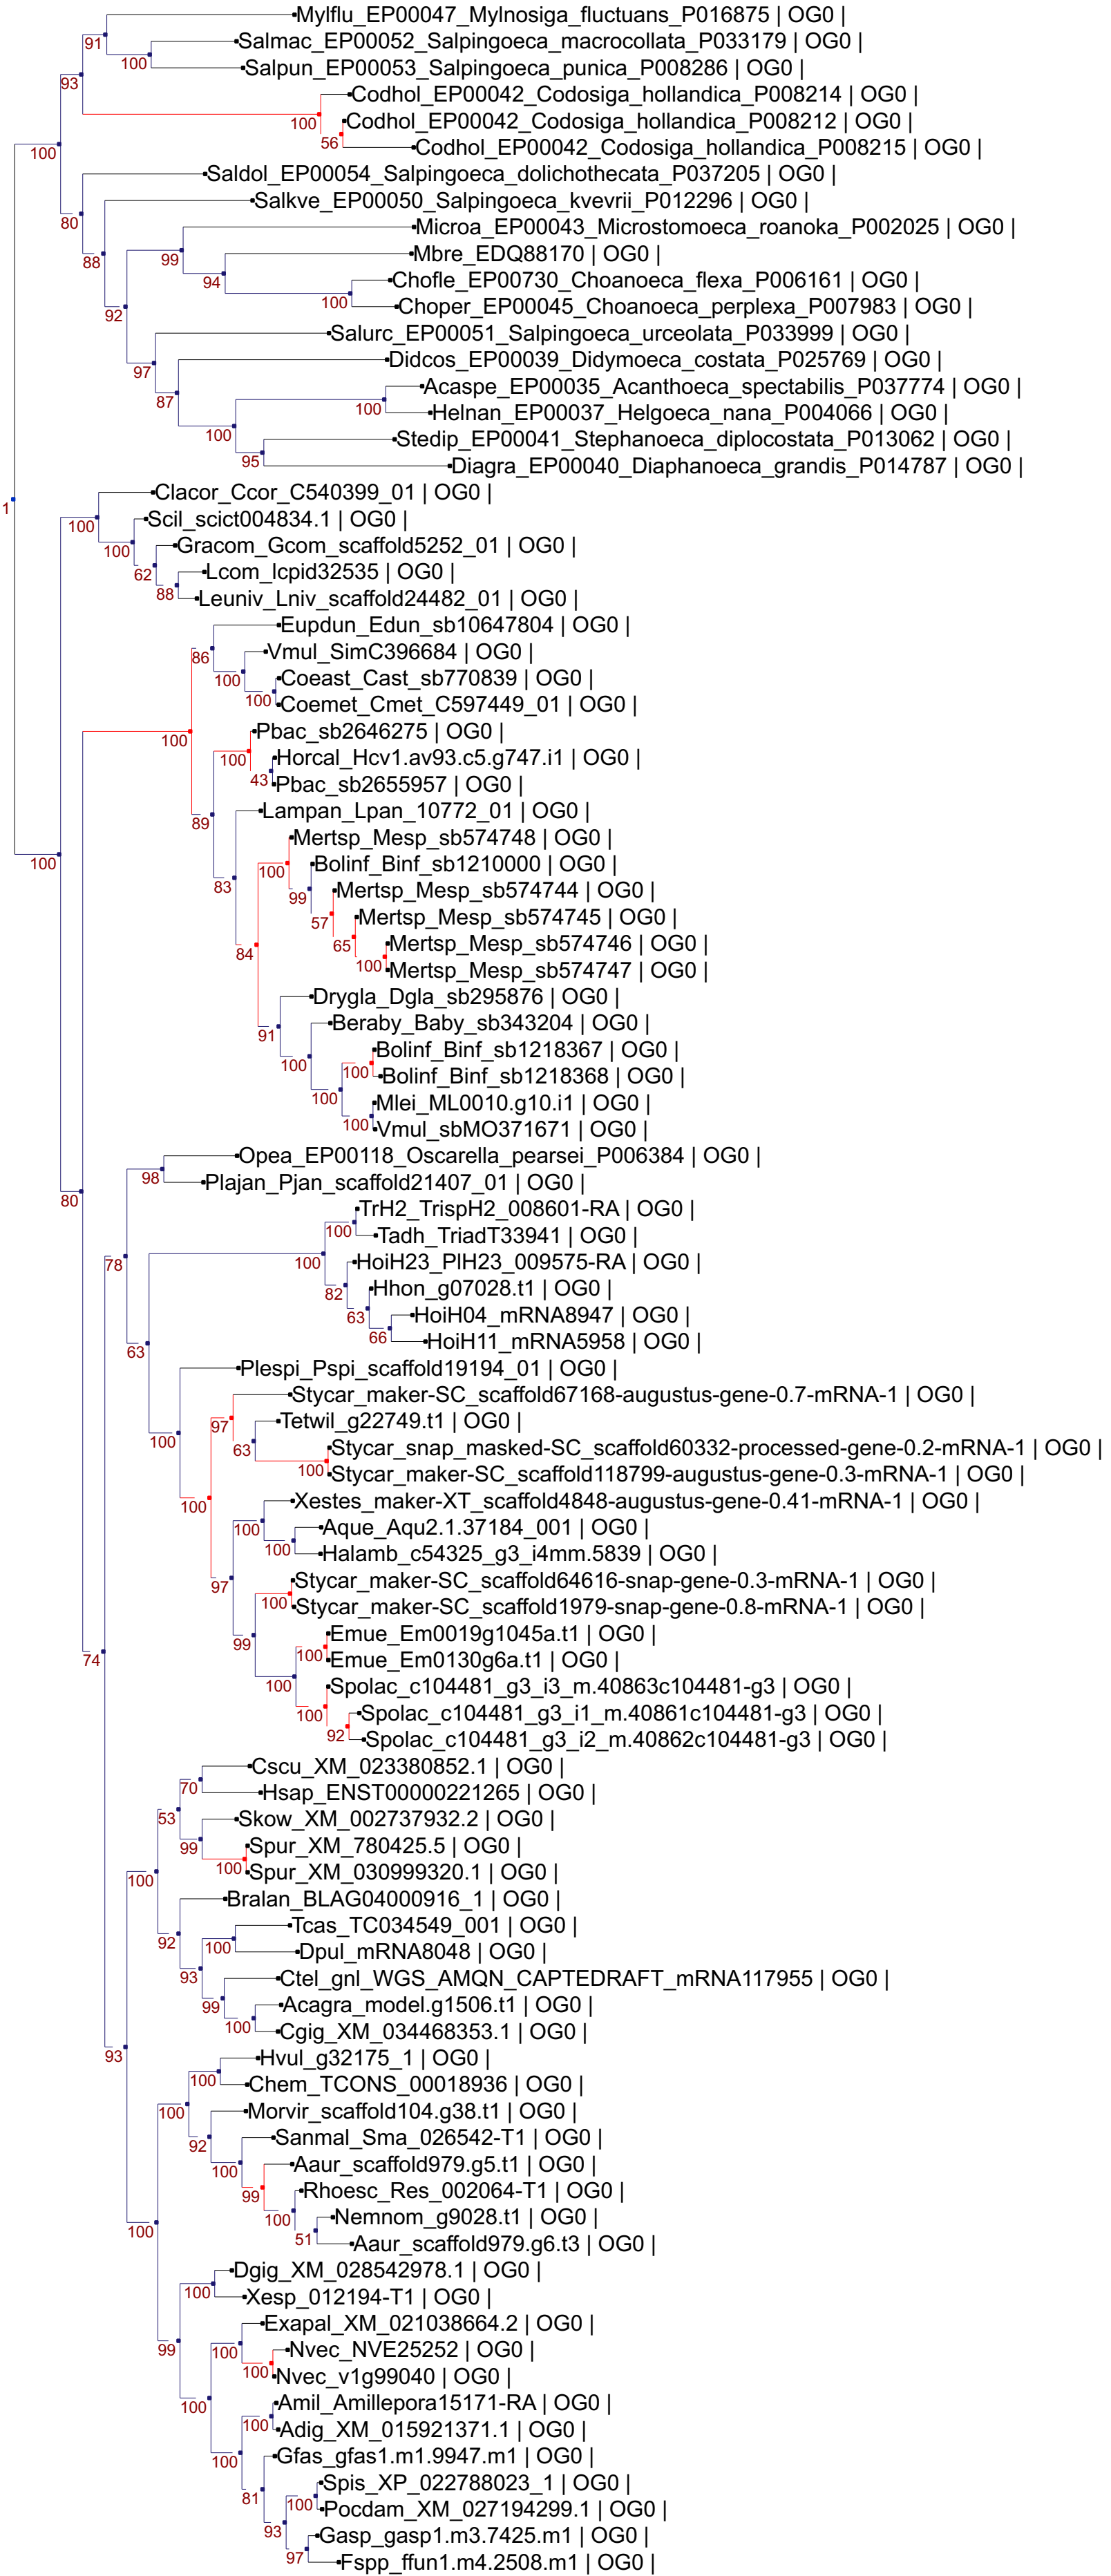 Mylflu_EP00047_Mylnosiga_fluctuans_P016875 | OG0 |
91
Salmac_EP00052_Salpingoeca_macrocollata_P033179 | OG0 |
100
Salpun_EP00053_Salpingoeca_punica_P008286 | OG0 |
93
Codhol_EP00042_Codosiga_hollandica_P008214 | OG0 |
100
Codhol_EP00042_Codosiga_hollandica_P008212 | OG0 |
56
Codhol_EP00042_Codosiga_hollandica_P008215 | OG0 |
100
Saldol_EP00054_Salpingoeca_dolichothecata_P037205 | OG0 |
80
Salkve_EP00050_Salpingoeca_kvevrii_P012296 | OG0 |
88
Microa_EP00043_Microstomoeca_roanoka_P002025 | OG0 |
99
Mbre_EDQ88170 | OG0 |
94
Chofle_EP00730_Choanoeca_flexa_P006161 | OG0 |
100
Choper_EP00045_Choanoeca_perplexa_P007983 | OG0 |
92
Salurc_EP00051_Salpingoeca_urceolata_P033999 | OG0 |
97
Didcos_EP00039_Didymoeca_costata_P025769 | OG0 |
87
Acaspe_EP00035_Acanthoeca_spectabilis_P037774 | OG0 |
100
Helnan_EP00037_Helgoeca_nana_P004066 | OG0 |
100
Stedip_EP00041_Stephanoeca_diplocostata_P013062 | OG0 |
95
Diagra_EP00040_Diaphanoeca_grandis_P014787 | OG0 |
1
Clacor_Ccor_C540399_01 | OG0 |
100
Scil_scict004834.1 | OG0 |
100
Gracom_Gcom_scaffold5252_01 | OG0 |
62
Lcom_lcpid32535 | OG0 |
88
Leuniv_Lniv_scaffold24482_01 | OG0 |
Eupdun_Edun_sb10647804 | OG0 |
86
Vmul_SimC396684 | OG0 |
100
Coeast_Cast_sb770839 | OG0 |
100
Coemet_Cmet_C597449_01 | OG0 |
100
Pbac_sb2646275 | OG0 |
100
Horcal_Hcv1.av93.c5.g747.i1 | OG0 |
43
Pbac_sb2655957 | OG0 |
89
Lampan_Lpan_10772_01 | OG0 |
83
Mertsp_Mesp_sb574748 | OG0 |
100
Bolinf_Binf_sb1210000 | OG0 |
99
Mertsp_Mesp_sb574744 | OG0 |
57
Mertsp_Mesp_sb574745 | OG0 |
65
Mertsp_Mesp_sb574746 | OG0 |
100
Mertsp_Mesp_sb574747 | OG0 |
84
Drygla_Dgla_sb295876 | OG0 |
91
Beraby_Baby_sb343204 | OG0 |
100
Bolinf_Binf_sb1218367 | OG0 |
100
Bolinf_Binf_sb1218368 | OG0 |
100
Mlei_ML0010.g10.i1 | OG0 |
100
Vmul_sbMO371671 | OG0 |
100
Opea_EP00118_Oscarella_pearsei_P006384 | OG0 |
98
Plajan_Pjan_scaffold21407_01 | OG0 |
80
TrH2_TrispH2_008601-RA | OG0 |
100
Tadh_TriadT33941 | OG0 |
78
100
HoiH23_PlH23_009575-RA | OG0 |
82
Hhon_g07028.t1 | OG0 |
63
HoiH04_mRNA8947 | OG0 |
66
HoiH11_mRNA5958 | OG0 |
63
Plespi_Pspi_scaffold19194_01 | OG0 |
100
Stycar_maker-SC_scaffold67168-augustus-gene-0.7-mRNA-1 | OG0 |
97
Tetwil_g22749.t1 | OG0 |
63
Stycar_snap_masked-SC_scaffold60332-processed-gene-0.2-mRNA-1 | OG0 |
100
Stycar_maker-SC_scaffold118799-augustus-gene-0.3-mRNA-1 | OG0 |
100
Xestes_maker-XT_scaffold4848-augustus-gene-0.41-mRNA-1 | OG0 |
100
Aque_Aqu2.1.37184_001 | OG0 |
100
Halamb_c54325_g3_i4mm.5839 | OG0 |
97
Stycar_maker-SC_scaffold64616-snap-gene-0.3-mRNA-1 | OG0 |
100
Stycar_maker-SC_scaffold1979-snap-gene-0.8-mRNA-1 | OG0 |
99
Emue_Em0019g1045a.t1 | OG0 |
100
Emue_Em0130g6a.t1 | OG0 |
100
Spolac_c104481_g3_i3_m.40863c104481-g3 | OG0 |
100
Spolac_c104481_g3_i1_m.40861c104481-g3 | OG0 |
92
Spolac_c104481_g3_i2_m.40862c104481-g3 | OG0 |
74
Cscu_XM_023380852.1 | OG0 |
70
Hsap_ENST00000221265 | OG0 |
53
Skow_XM_002737932.2 | OG0 |
99
Spur_XM_780425.5 | OG0 |
100
Spur_XM_030999320.1 | OG0 |
100
Bralan_BLAG04000916_1 | OG0 |
92
Tcas_TC034549_001 | OG0 |
100
Dpul_mRNA8048 | OG0 |
93
Ctel_gnl_WGS_AMQN_CAPTEDRAFT_mRNA117955 | OG0 |
99
Acagra_model.g1506.t1 | OG0 |
100
Cgig_XM_034468353.1 | OG0 |
93
Hvul_g32175_1 | OG0 |
100
Chem_TCONS_00018936 | OG0 |
100
Morvir_scaffold104.g38.t1 | OG0 |
92
Sanmal_Sma_026542-T1 | OG0 |
100
Aaur_scaffold979.g5.t1 | OG0 |
99
Rhoesc_Res_002064-T1 | OG0 |
100
Nemnom_g9028.t1 | OG0 |
51
Aaur_scaffold979.g6.t3 | OG0 |
100
Dgig_XM_028542978.1 | OG0 |
100
Xesp_012194-T1 | OG0 |
99
Exapal_XM_021038664.2 | OG0 |
100
Nvec_NVE25252 | OG0 |
100
Nvec_v1g99040 | OG0 |
100
Amil_Amillepora15171-RA | OG0 |
100
Adig_XM_015921371.1 | OG0 |
100
Gfas_gfas1.m1.9947.m1 | OG0 |
81
Spis_XP_022788023_1 | OG0 |
100
Pocdam_XM_027194299.1 | OG0 |
93
Gasp_gasp1.m3.7425.m1 | OG0 |
97
Fspp_ffun1.m4.2508.m1 | OG0 |